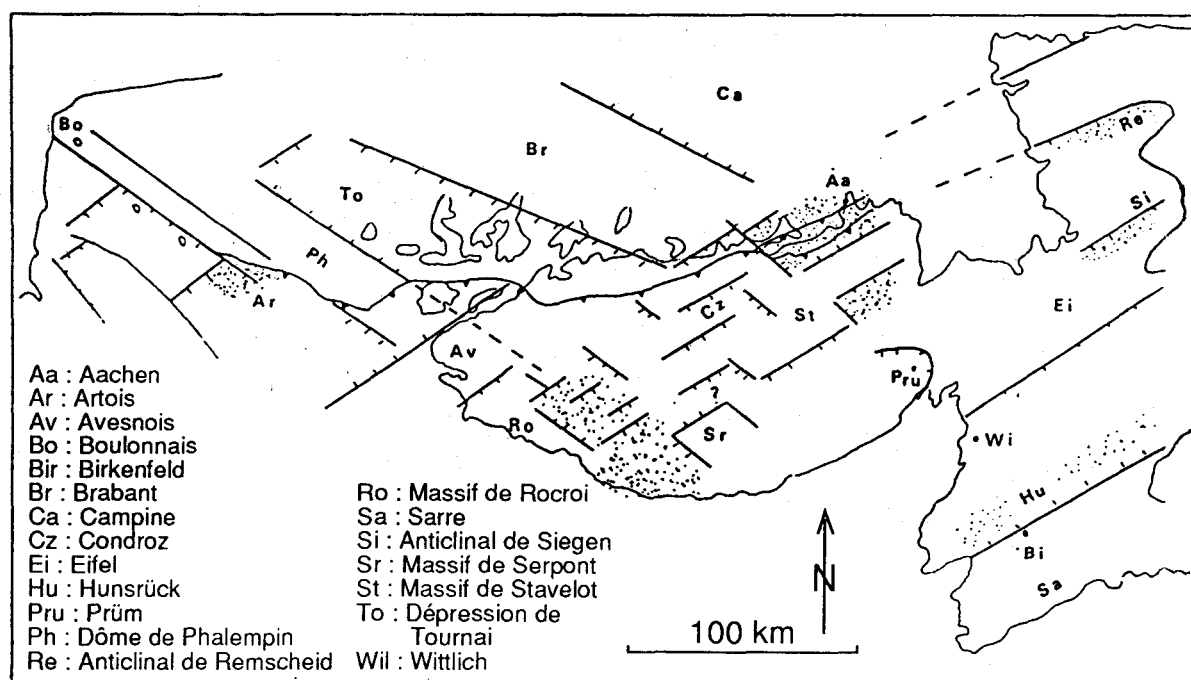 Ca
Bo
Br
Re
Aa
To
Si
Ph
Ar
Cz
St
Ei
Av
Prü
?
Ro
Sr
Wi
Hu
Bi
Sa
N
100 km
Aa : Aachen
Ar : Artois
Av : Avesnois
Bo : Boulonnais
Bir : Birkenfeld
Br : Brabant
Ca : Campine
Cz : Condroz
Ei : Eifel
Hu : Hunsrück
Pru : Prüm
Ph : Dôme de Phalempin
Re : Anticlinal de Remscheid
Ro : Massif de Rocroi
Sa : Sarre
Si : Anticlinal de Siegen
Sr : Massif de Serpont
St : Massif de Stavelot
To : Dépression de
Tournai
Wil : Wittlich